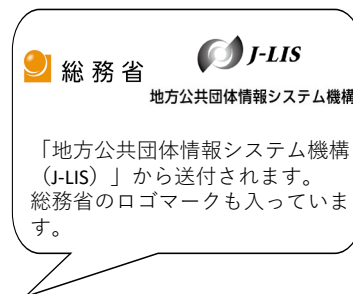 総務省
J-LIS
地方公共団体情報システム機構
「地方公共団体情報システム機構
（J-LIS）」から送付されます。
総務省のロゴマークも入っていま
す。